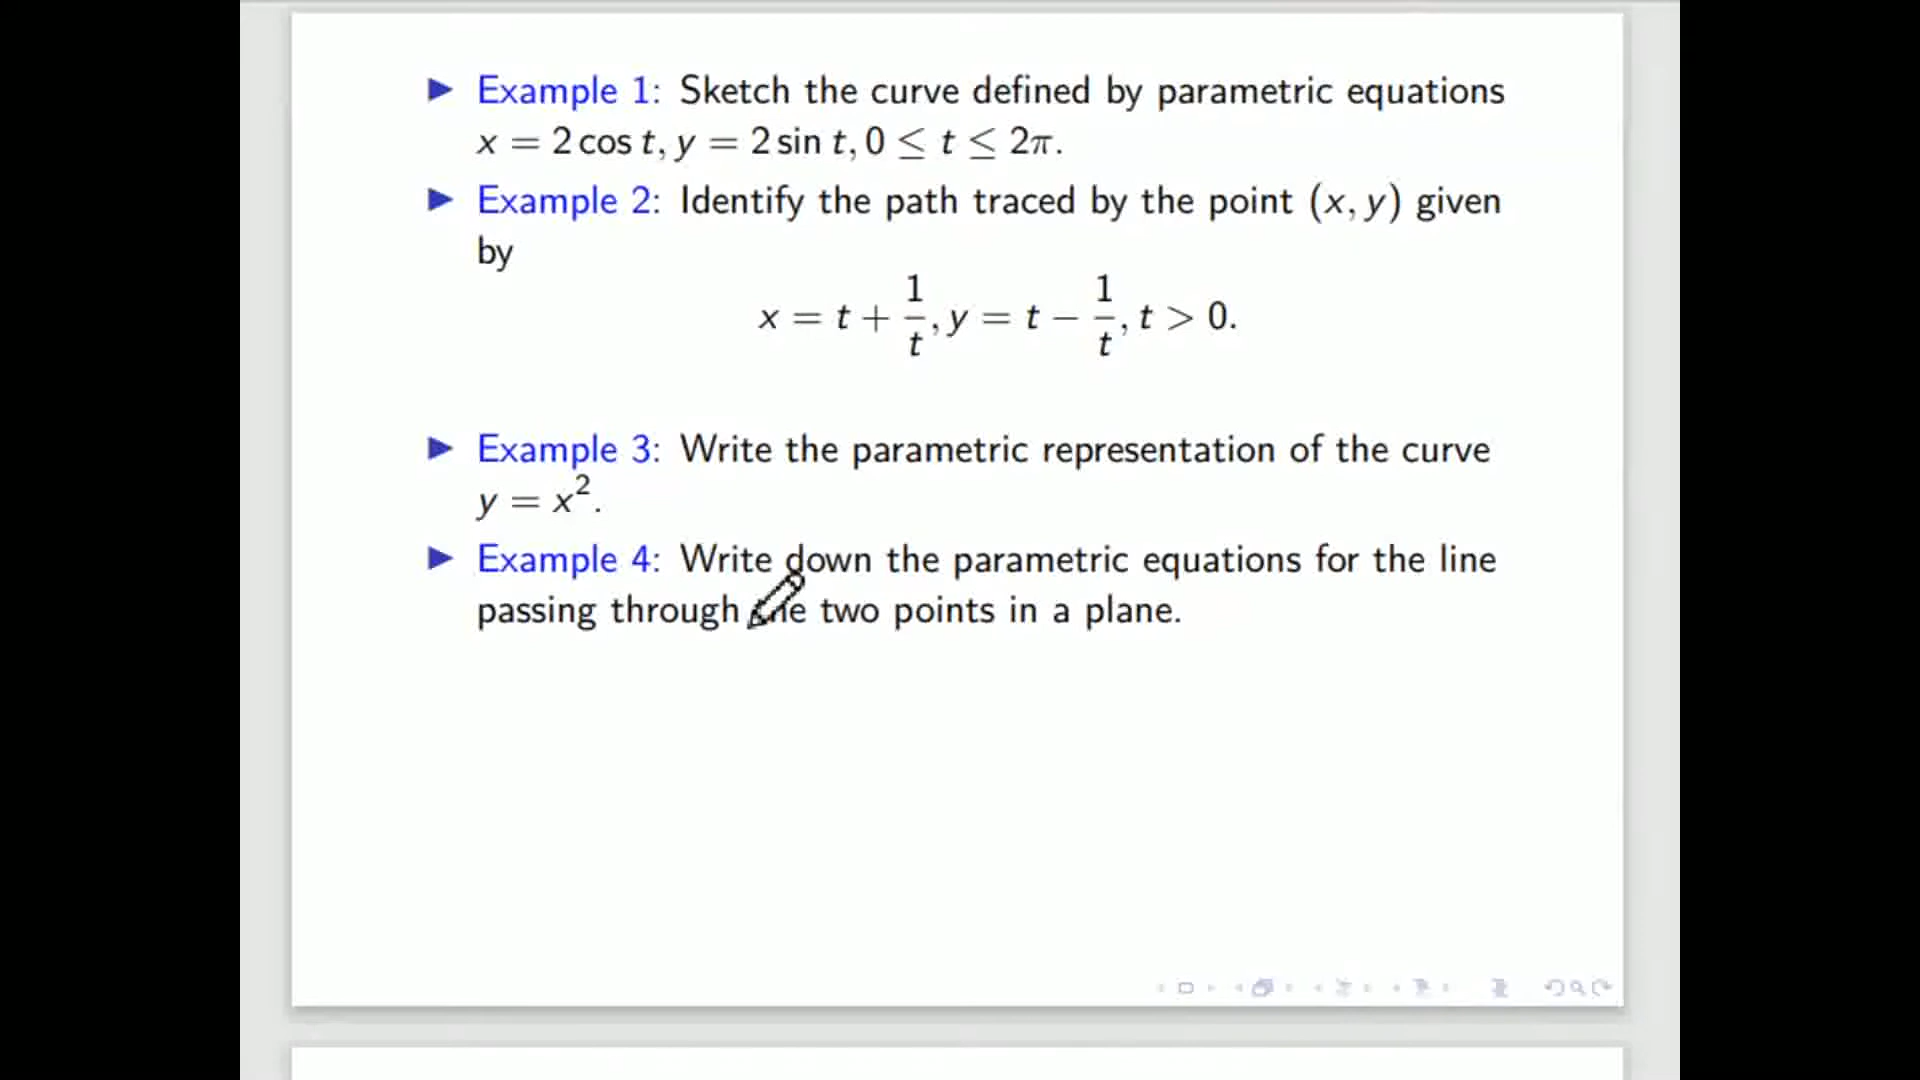 ▶ Example 1: Sketch the curve defined by parametric equations
x = 2 cos t, y = 2 sin t, 0 ≤ t ≤ 2π.
▶ Example 2: Identify the path traced by the point (x, y) given
by
x = t + 1/t, y = t − 1/t, t > 0.
▶ Example 3: Write the parametric representation of the curve
y = x².
▶ Example 4: Write down the parametric equations for the line
passing through the two points in a plane.